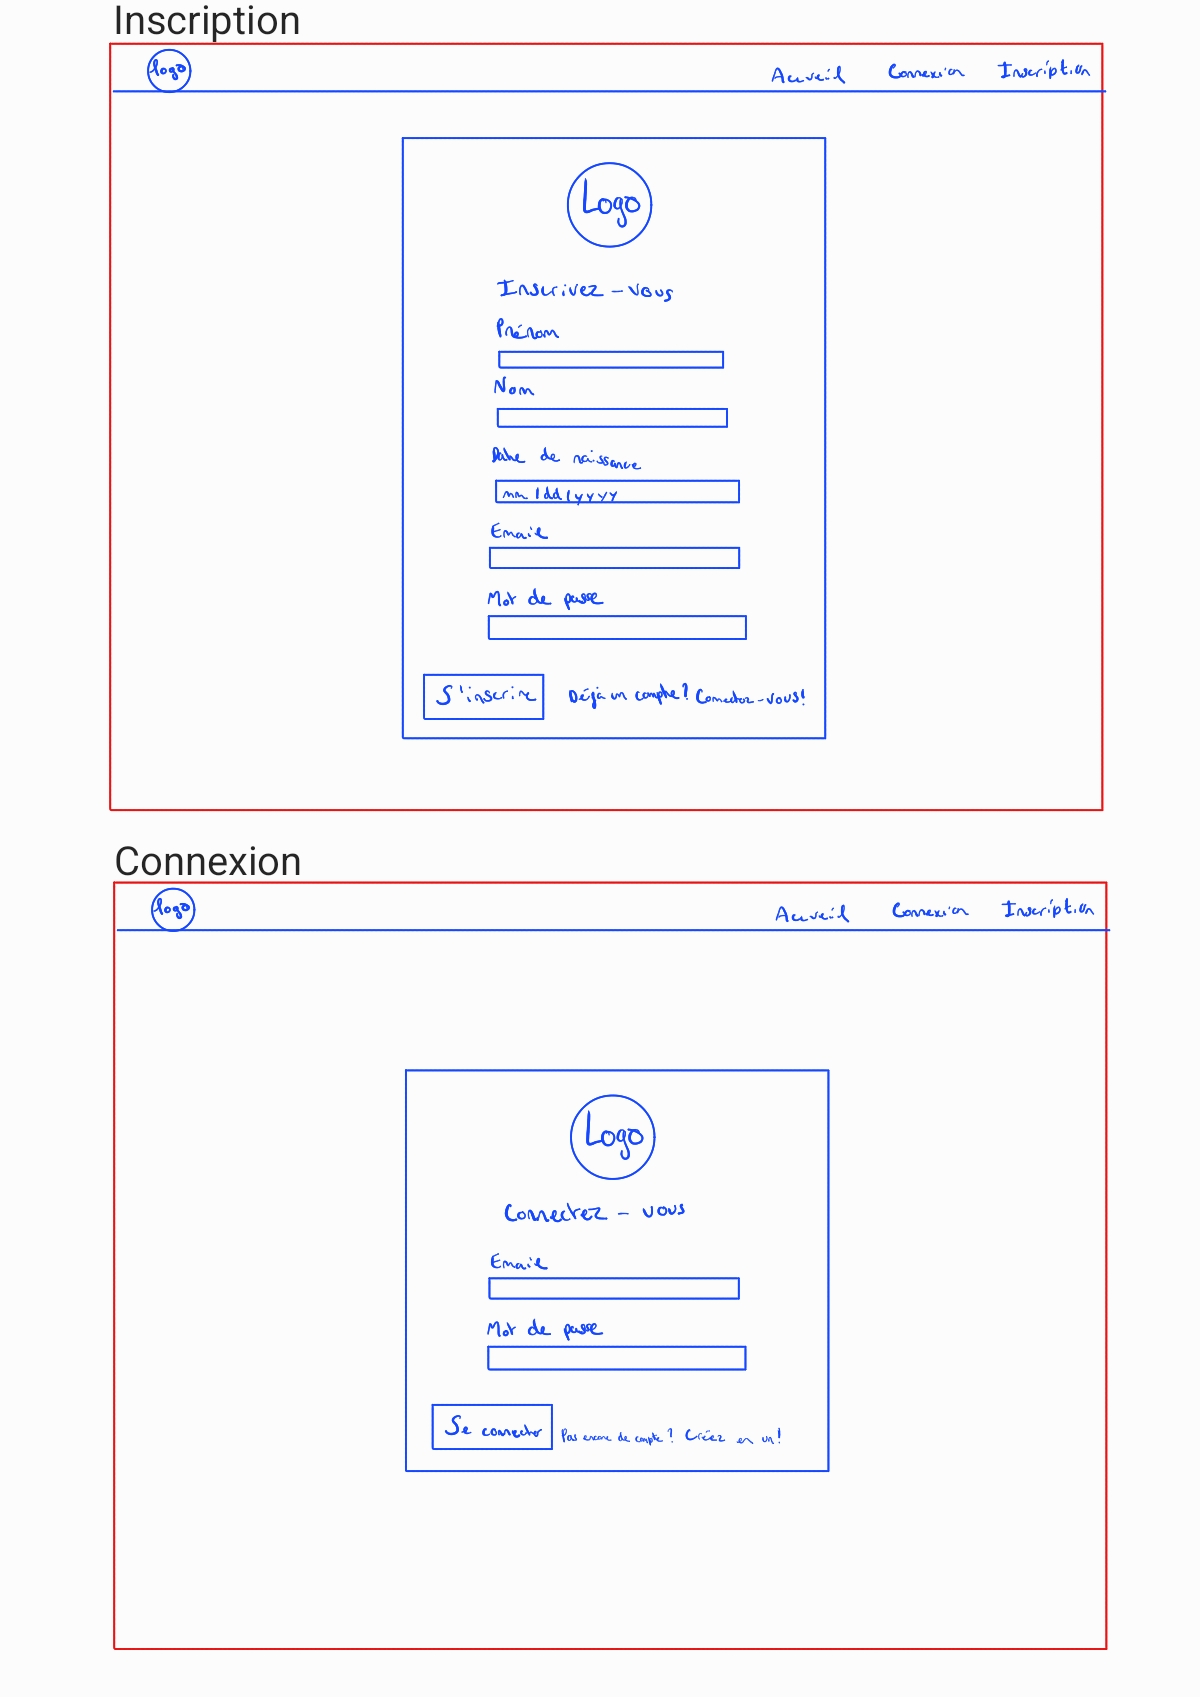 Inscription
logo Accueil Connexion Inscription
Logo
Inscrivez-vous
Prénom
Nom
Date de naissance
mm/dd/yyyy
Email
Mot de passe
S'inscrire Déjà un compte? Connectez-vous!
Connexion
logo Accueil Connexion Inscription
Logo
Connectez-vous
Email
Mot de passe
Se connecter Pas encore de compte? Créez en un!